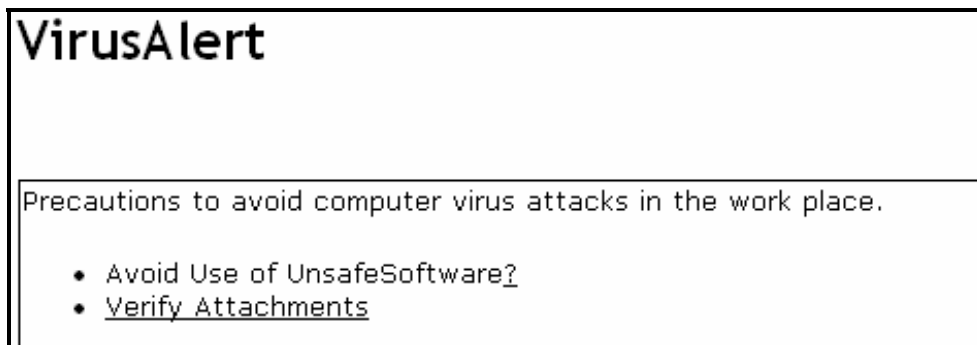 VirusAlert
Precautions to avoid computer virus attacks in the work place.
• Avoid Use of UnsafeSoftware?
• Verify Attachments